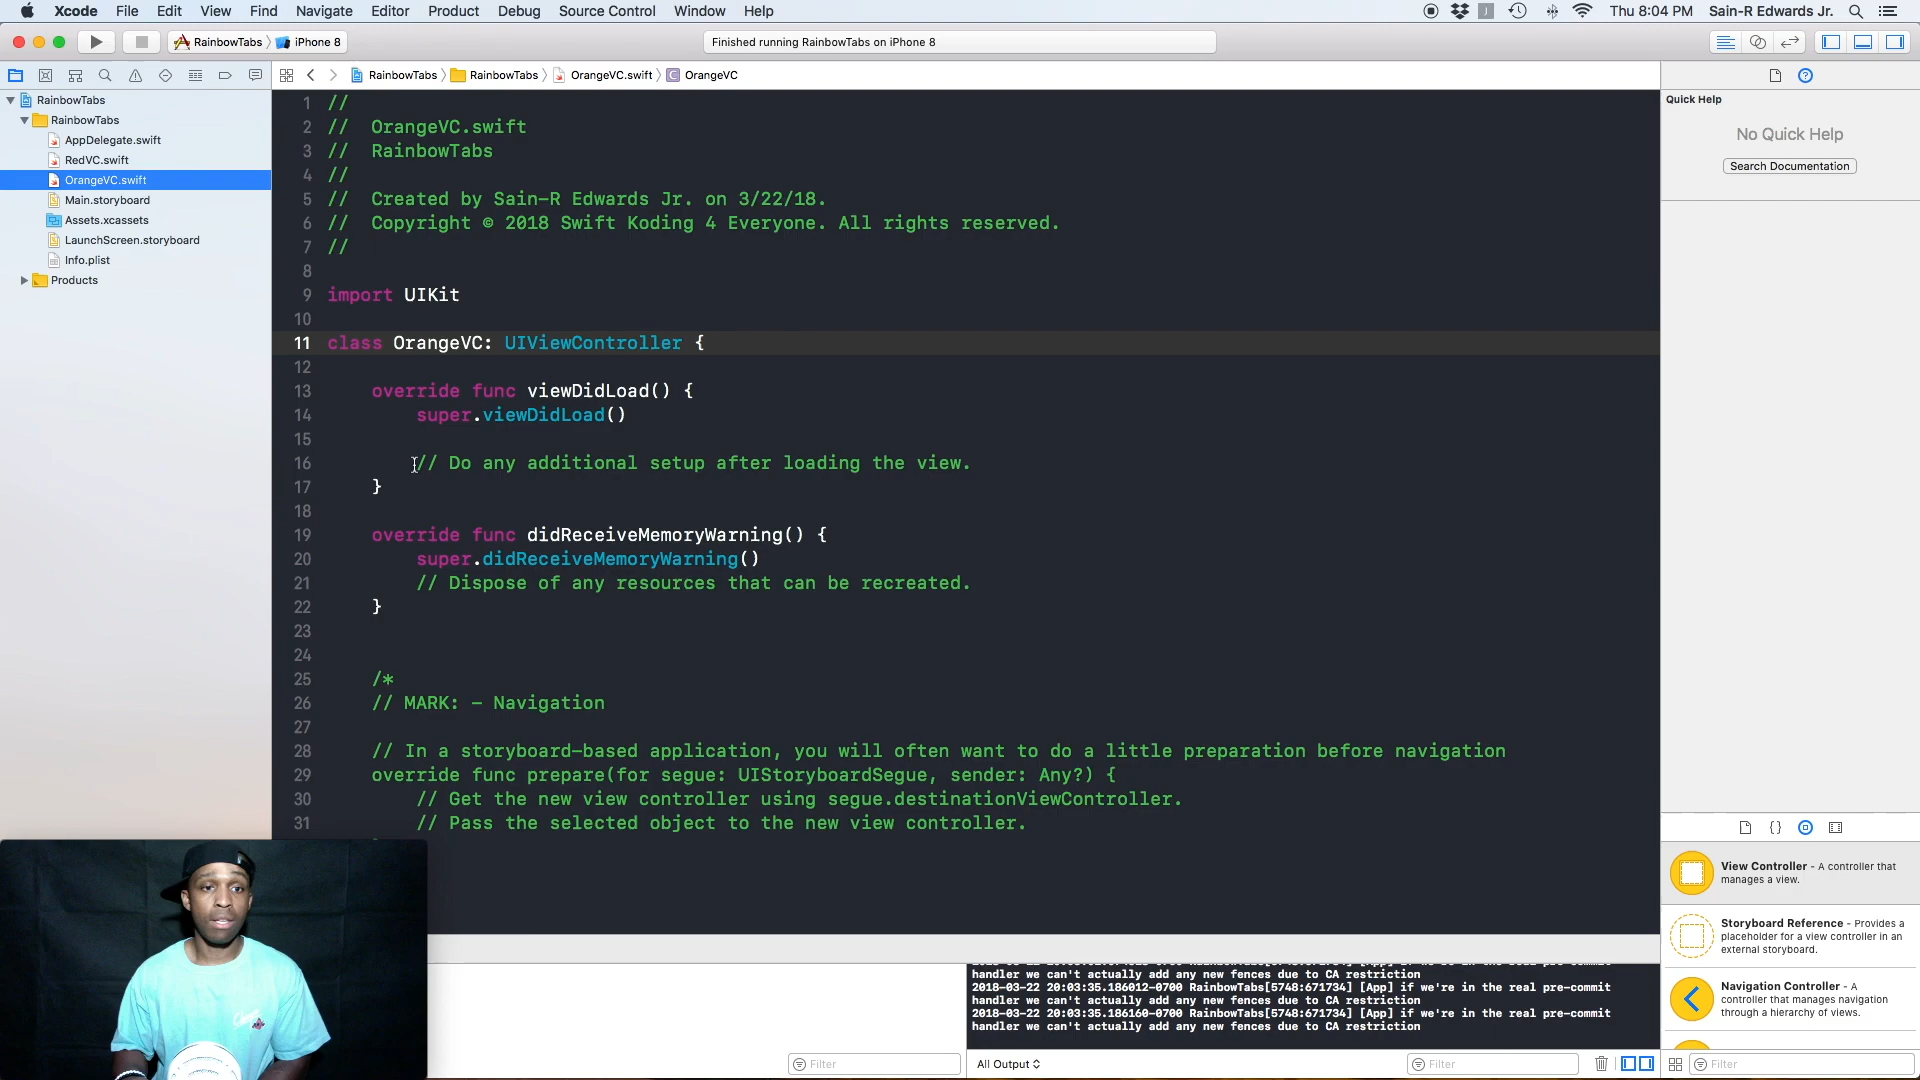 Xcode File Edit View Find Navigate Editor Product Debug Source Control Window Help
Thu 8:04 PM Sain-R Edwards Jr.
RainbowTabs iPhone 8
Finished running RainbowTabs on iPhone 8
RainbowTabs RainbowTabs OrangeVC.swift C OrangeVC
RainbowTabs
RainbowTabs
AppDelegate.swift
RedVC.swift
OrangeVC.swift
Main.storyboard
Assets.xcassets
LaunchScreen.storyboard
Info.plist
Products
1 //
2 // OrangeVC.swift
3 // RainbowTabs
4 //
5 // Created by Sain-R Edwards Jr. on 3/22/18.
6 // Copyright © 2018 Swift Koding 4 Everyone. All rights reserved.
7 //
8
9 import UIKit
10
11 class OrangeVC: UIViewController {
12
13 override func viewDidLoad() {
14 super.viewDidLoad()
15
16 // Do any additional setup after loading the view.
17 }
18
19 override func didReceiveMemoryWarning() {
20 super.didReceiveMemoryWarning()
21 // Dispose of any resources that can be recreated.
22 }
23
24
25 /*
26 // MARK: - Navigation
27
28 // In a storyboard-based application, you will often want to do a little preparation before navigation
29 override func prepare(for segue: UIStoryboardSegue, sender: Any?) {
30 // Get the new view controller using segue.destinationViewController.
31 // Pass the selected object to the new view controller.
Quick Help
No Quick Help
Search Documentation
View Controller - A controller that
manages a view.
Storyboard Reference - Provides a
placeholder for a view controller in an
external storyboard.
Navigation Controller - A
controller that manages navigation
through a hierarchy of views.
handler we can't actually add any new fences due to CA restriction
2018-03-22 20:03:35.186012-0700 RainbowTabs[5748:671734] [App] if we're in the real pre-commit
handler we can't actually add any new fences due to CA restriction
2018-03-22 20:03:35.186160-0700 RainbowTabs[5748:671734] [App] if we're in the real pre-commit
handler we can't actually add any new fences due to CA restriction
Filter
All Output
Filter
Filter